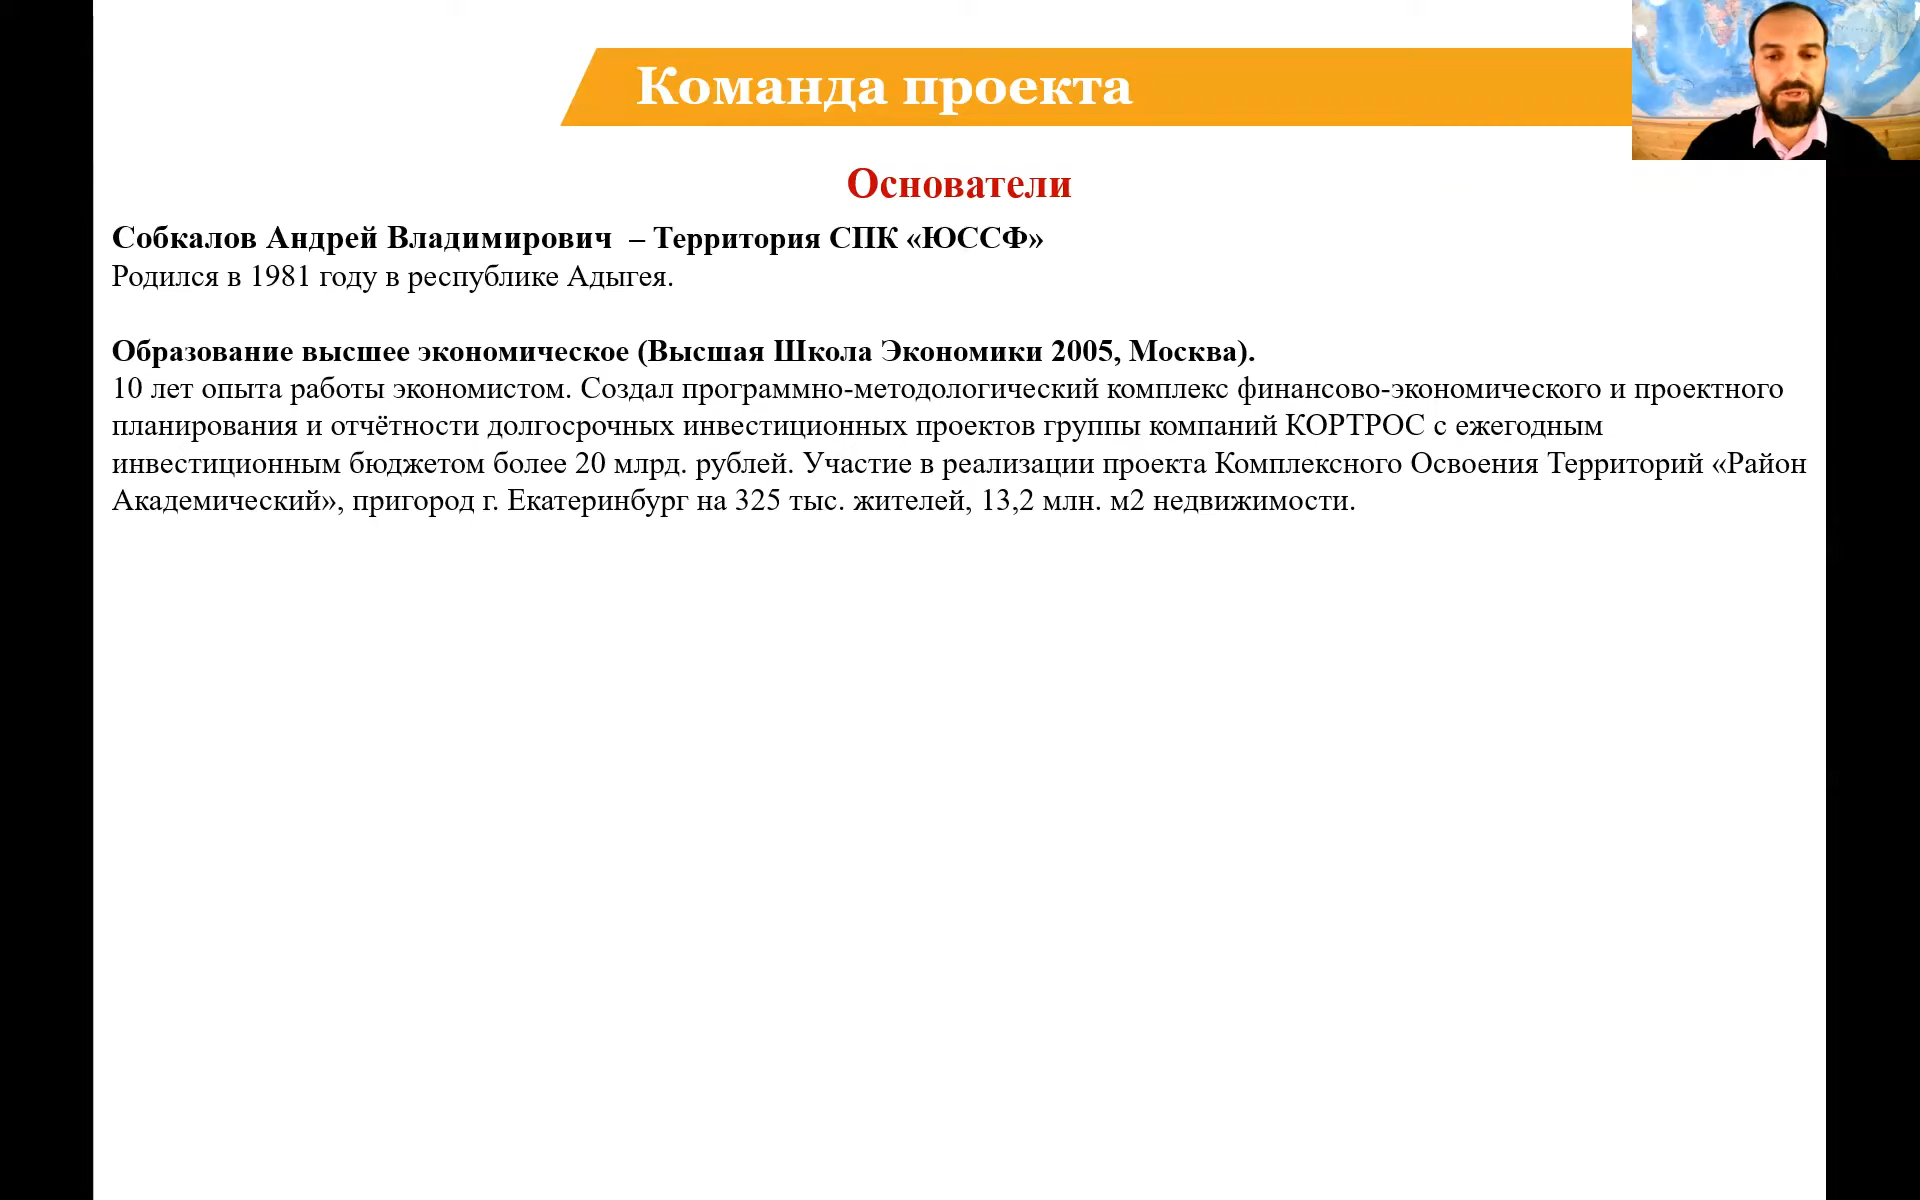 Команда проекта
Основатели
Собкалов Андрей Владимирович – Территория СПК «ЮССФ»
Родился в 1981 году в республике Адыгея.
Образование высшее экономическое (Высшая Школа Экономики 2005, Москва).
10 лет опыта работы экономистом. Создал программно-методологический комплекс финансово-экономического и проектного
планирования и отчётности долгосрочных инвестиционных проектов группы компаний КОРТРОС с ежегодным
инвестиционным бюджетом более 20 млрд. рублей. Участие в реализации проекта Комплексного Освоения Территорий «Район
Академический», пригород г. Екатеринбург на 325 тыс. жителей, 13,2 млн. м2 недвижимости.